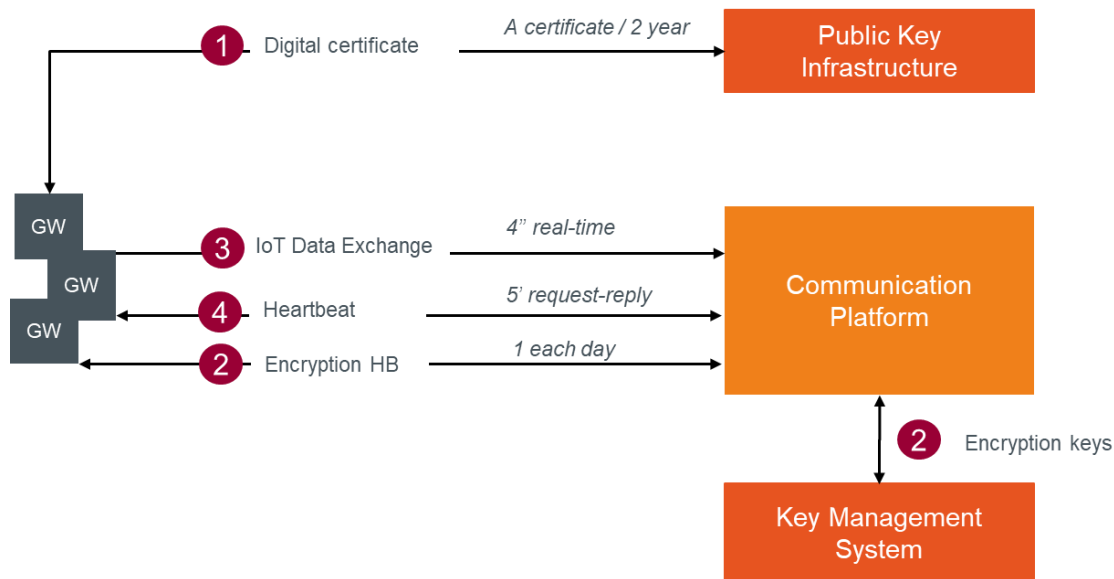 1 Digital certificate
A certificate / 2 year
Public Key
Infrastructure
GW
GW
GW
3 IoT Data Exchange
4” real-time
4 Heartbeat
5’ request-reply
2 Encryption HB
1 each day
Communication
Platform
2 Encryption keys
Key Management
System